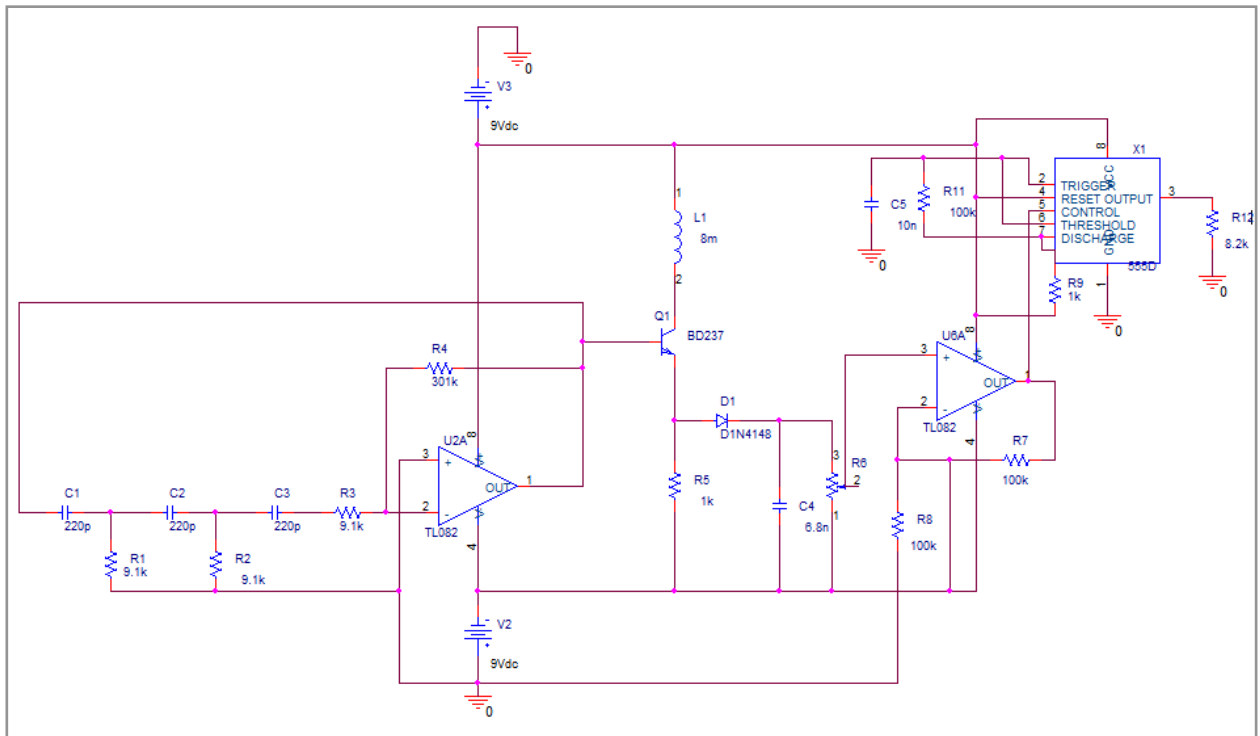 0
V3
9Vdc
X1
8
VCC
1
L1
8m
2
C5
10n
R11
100k
2 TRIGGER
4 RESET OUTPUT 3
5 CONTROL
6 THRESHOLD
7 DISCHARGE
GND
555D
1
R12
8.2k
0
0
0
R9
1k
Q1
BD237
R4
301k
U6A
8
3 +
OUT 1
2 -
TL082
4
D1
D1N4148
U2A
8
3 +
OUT 1
2 -
TL082
4
R7
100k
3
R6
2
1
R5
1k
C4
6.8n
R8
100k
C1
220p
C2
220p
C3
220p
R3
9.1k
R1
9.1k
R2
9.1k
V2
9Vdc
0